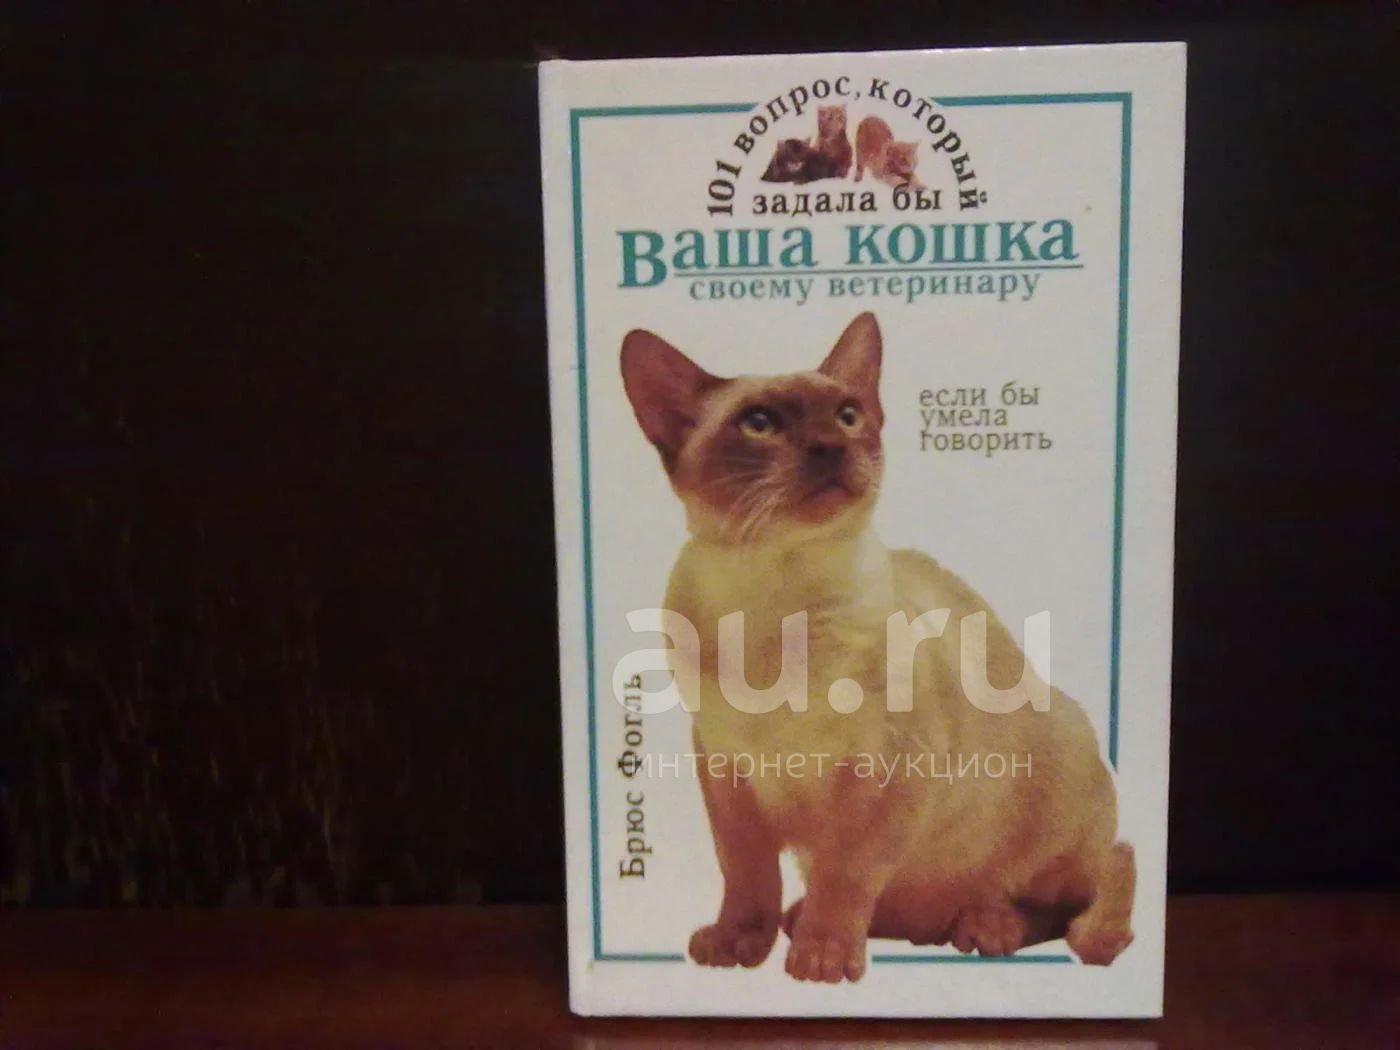 101 вопрос, который
задала бы
Ваша кошка
своему ветеринару
если бы
умела
говорить
Брюс Фогль
au.ru
интернет-аукцион